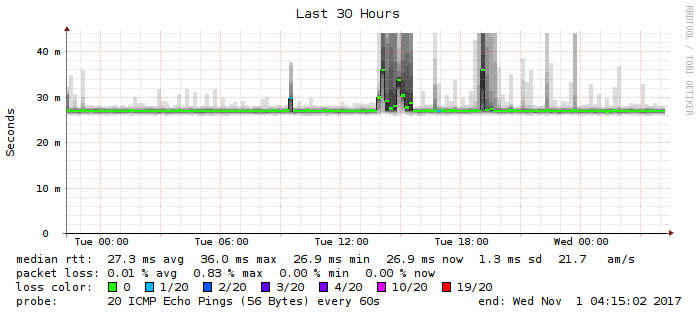 Last 30 Hours
RRDTOOL / TOBI OETIKER
Seconds
40 m
30 m
20 m
10 m
0
Tue 00:00 Tue 06:00 Tue 12:00 Tue 18:00 Wed 00:00
median rtt: 27.3 ms avg 36.0 ms max 26.9 ms min 26.9 ms now 1.3 ms sd 21.7 am/s
packet loss: 0.01 % avg 0.83 % max 0.00 % min 0.00 % now
loss color: 0 1/20 2/20 3/20 4/20 10/20 19/20
probe: 20 ICMP Echo Pings (56 Bytes) every 60s end: Wed Nov 1 04:15:02 2017